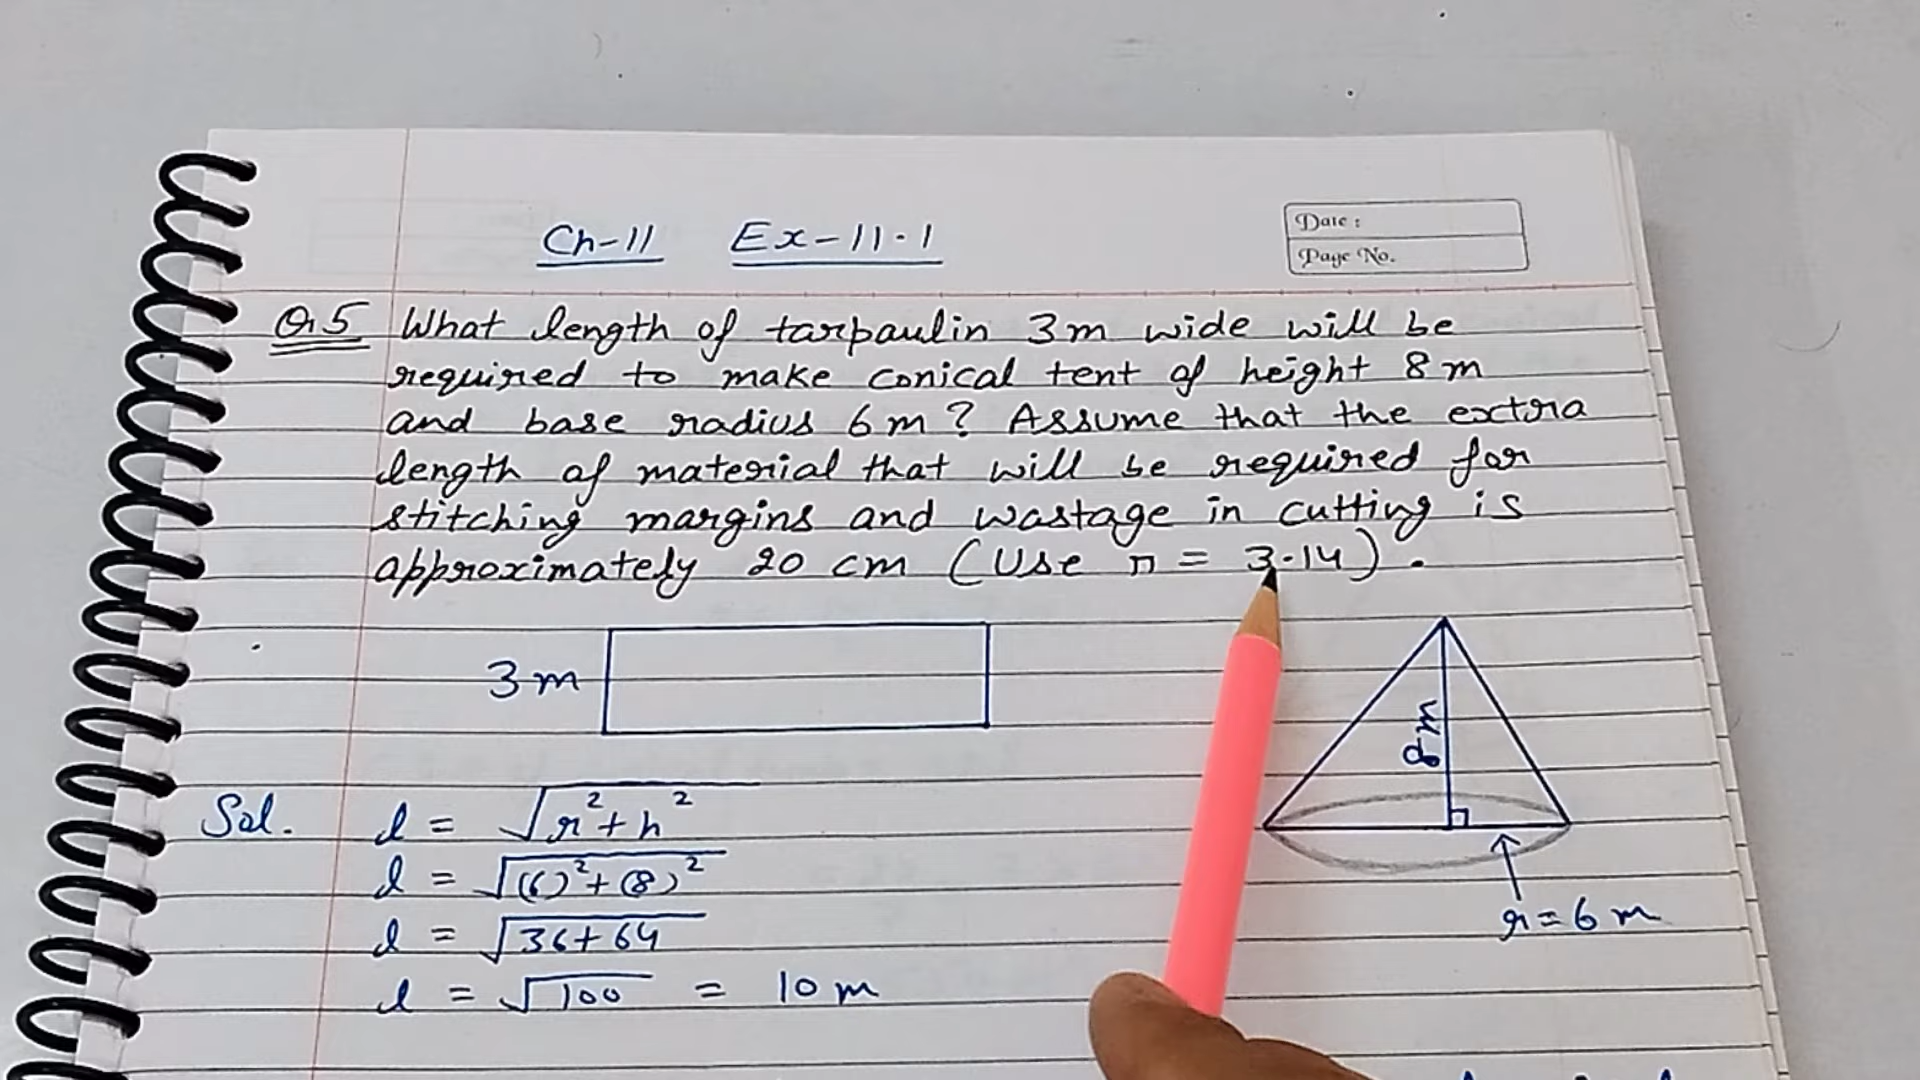 Ch-11 Ex-11.1
Date :
Page No.
Q.5 What length of tarpaulin 3m wide will be
required to make conical tent of height 8m
and base radius 6m? Assume that the extra
length of material that will be required for
stitching margins and wastage in cutting is
approximately 20 cm (Use π = 3.14).
3m
8m
r=6m
Sol. l = √r²+h²
l = √(6)²+(8)²
l = √36+64
l = √100 = 10m